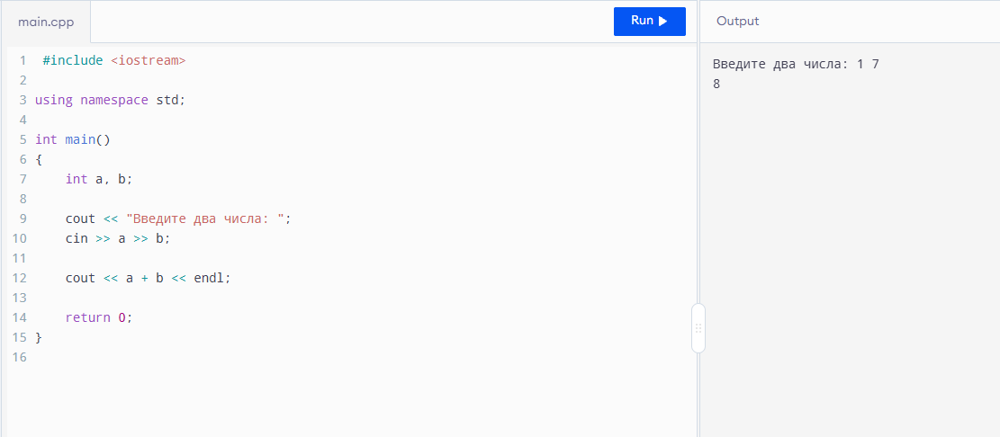 main.cpp
Run
Output
1 #include <iostream>
2
3 using namespace std;
4
5 int main()
6 {
7     int a, b;
8
9     cout << "Введите два числа: ";
10     cin >> a >> b;
11
12     cout << a + b << endl;
13
14     return 0;
15 }
16
Введите два числа: 1 7
8